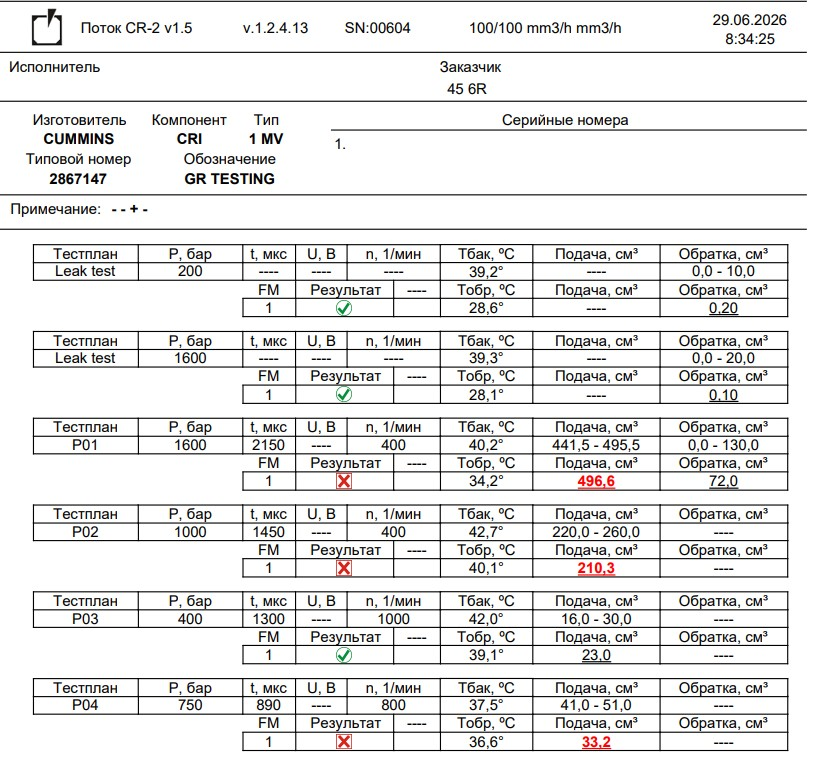 Поток CR-2 v1.5 v.1.2.4.13 SN:00604 100/100 mm3/h mm3/h 29.06.2026
8:34:25
Исполнитель Заказчик
45 6R
Изготовитель Компонент Тип Серийные номера
CUMMINS CRI 1 MV 1.
Типовой номер Обозначение
2867147 GR TESTING
Примечание: - - + -
Тестплан P, бар t, мкс U, В n, 1/мин Tбак, ºC Подача, см³ Обратка, см³
Leak test 200 ---- ---- ---- 39,2° ---- 0,0 - 10,0
FM Результат ---- Tобр, ºC Подача, см³ Обратка, см³
1 28,6° ---- 0,20
Тестплан P, бар t, мкс U, В n, 1/мин Tбак, ºC Подача, см³ Обратка, см³
Leak test 1600 ---- ---- ---- 39,3° ---- 0,0 - 20,0
FM Результат ---- Tобр, ºC Подача, см³ Обратка, см³
1 28,1° ---- 0,10
Тестплан P, бар t, мкс U, В n, 1/мин Tбак, ºC Подача, см³ Обратка, см³
P01 1600 2150 ---- 400 40,2° 441,5 - 495,5 0,0 - 130,0
FM Результат ---- Tобр, ºC Подача, см³ Обратка, см³
1 34,2° 496,6 72,0
Тестплан P, бар t, мкс U, В n, 1/мин Tбак, ºC Подача, см³ Обратка, см³
P02 1000 1450 ---- 400 42,7° 220,0 - 260,0 ----
FM Результат ---- Tобр, ºC Подача, см³ Обратка, см³
1 40,1° 210,3 ----
Тестплан P, бар t, мкс U, В n, 1/мин Tбак, ºC Подача, см³ Обратка, см³
P03 400 1300 ---- 1000 42,0° 16,0 - 30,0 ----
FM Результат ---- Tобр, ºC Подача, см³ Обратка, см³
1 39,1° 23,0 ----
Тестплан P, бар t, мкс U, В n, 1/мин Tбак, ºC Подача, см³ Обратка, см³
P04 750 890 ---- 800 37,5° 41,0 - 51,0 ----
FM Результат ---- Tобр, ºC Подача, см³ Обратка, см³
1 36,6° 33,2 ----